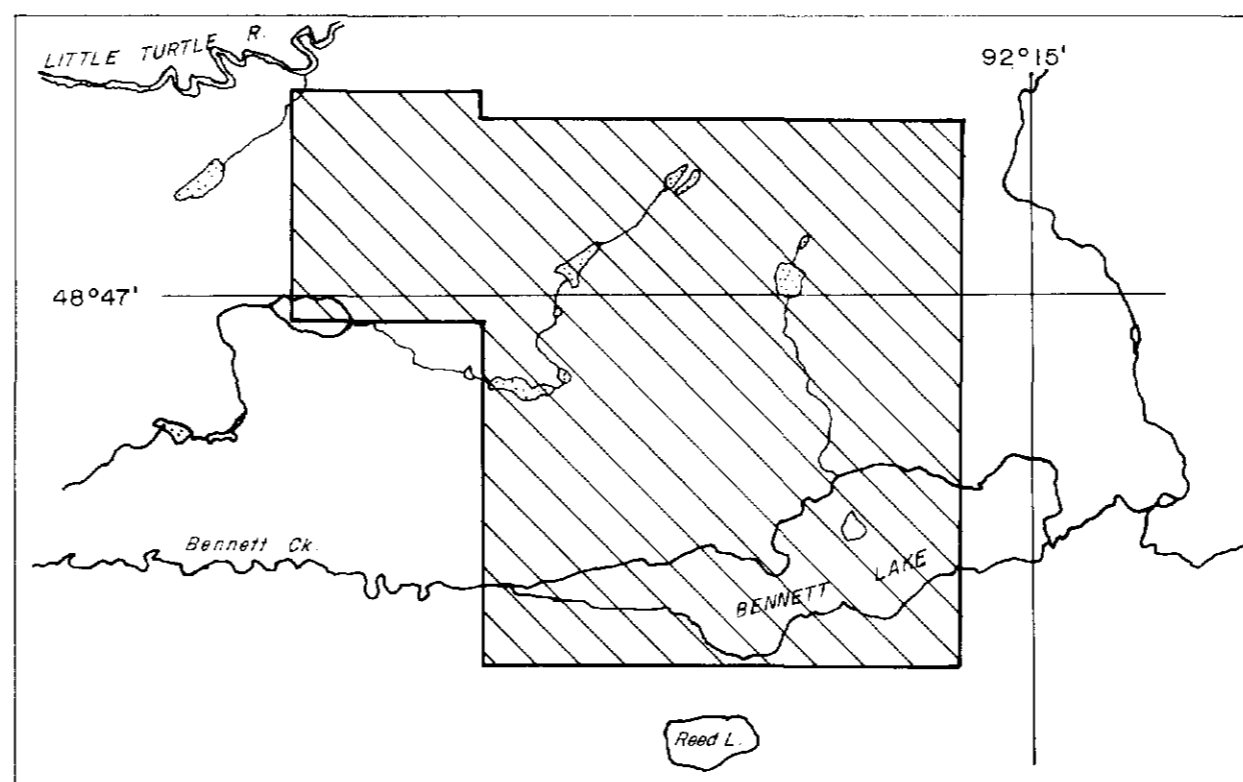 LITTLE TURTLE R.
92°15'
48°47'
Bennett Ck.
BENNETT LAKE
Reed L.